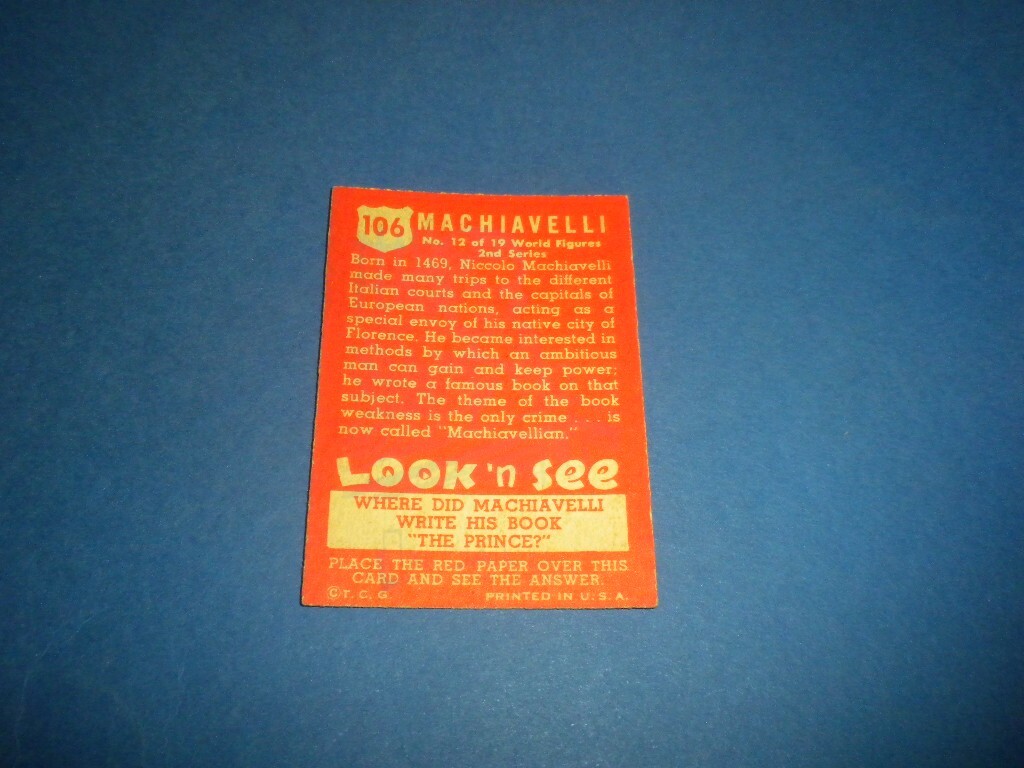 106 MACHIAVELLI
No. 12 of 19 World Figures
2nd Series
Born in 1469, Niccolo Machiavelli
made many trips to the different
Italian courts and the capitals of
European nations, acting as a
special envoy of his native city of
Florence. He became interested in
methods by which an ambitious
man can gain and keep power;
he wrote a famous book on that
subject. The theme of the book
weakness is the only crime . . . is
now called "Machiavellian."
LOOK 'n SEE
WHERE DID MACHIAVELLI
WRITE HIS BOOK
"THE PRINCE?"
PLACE THE RED PAPER OVER THIS
CARD AND SEE THE ANSWER.
©T. C. G. PRINTED IN U. S. A.